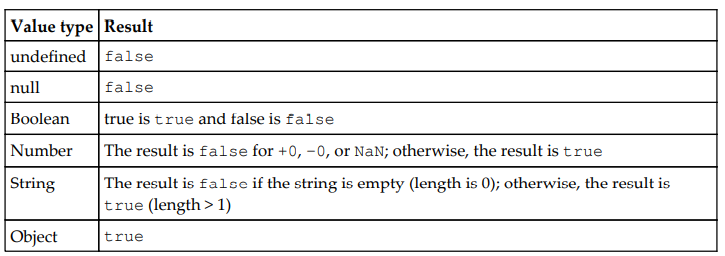 Value type Result
undefined false
null false
Boolean true is true and false is false
Number The result is false for +0, -0, or NaN; otherwise, the result is true
String The result is false if the string is empty (length is 0); otherwise, the result is
true (length > 1)
Object true